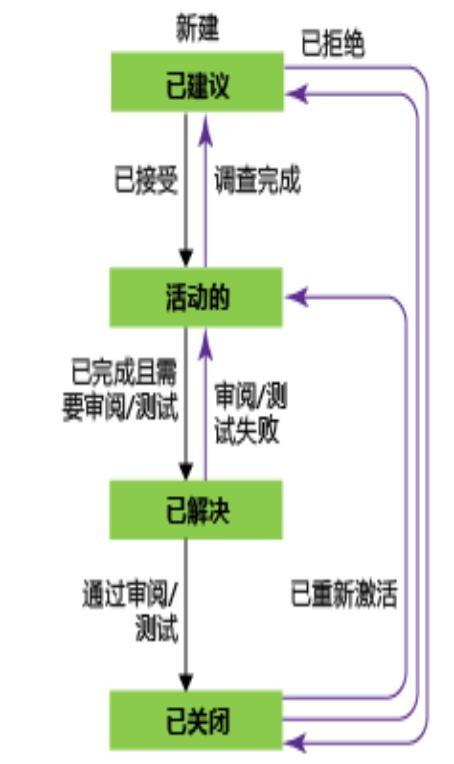 新建
已拒绝
已建议
已接受
调查完成
活动的
已完成且需
要审阅/测试
审阅/测
试失败
已解决
通过审阅/
测试
已重新激活
已关闭